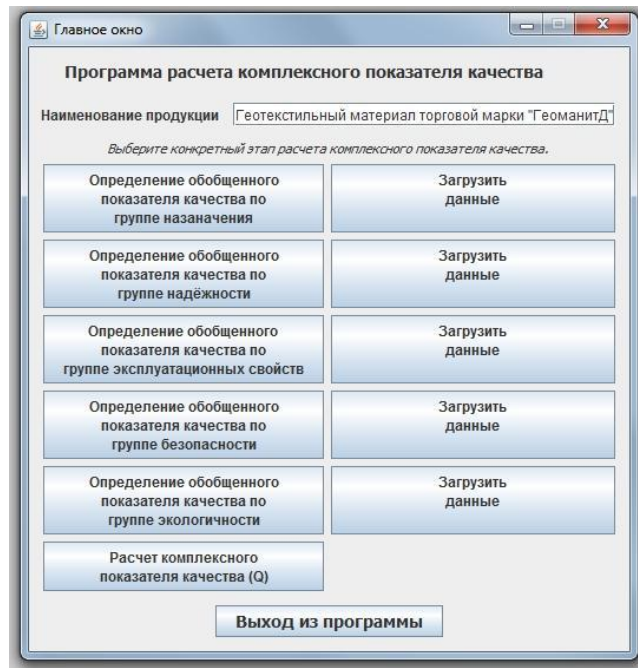 Главное окно
Программа расчета комплексного показателя качества
Наименование продукции Геотекстильный материал торговой марки "ГеоманитД"
Выберите конкретный этап расчета комплексного показателя качества.
Определение обобщенного
показателя качества по
группе назаначения
Загрузить
данные
Определение обобщенного
показателя качества по
группе надёжности
Загрузить
данные
Определение обобщенного
показателя качества по
группе эксплуатационных свойств
Загрузить
данные
Определение обобщенного
показателя качества по
группе безопасности
Загрузить
данные
Определение обобщенного
показателя качества по
группе экологичности
Загрузить
данные
Расчет комплексного
показателя качества (Q)
Выход из программы